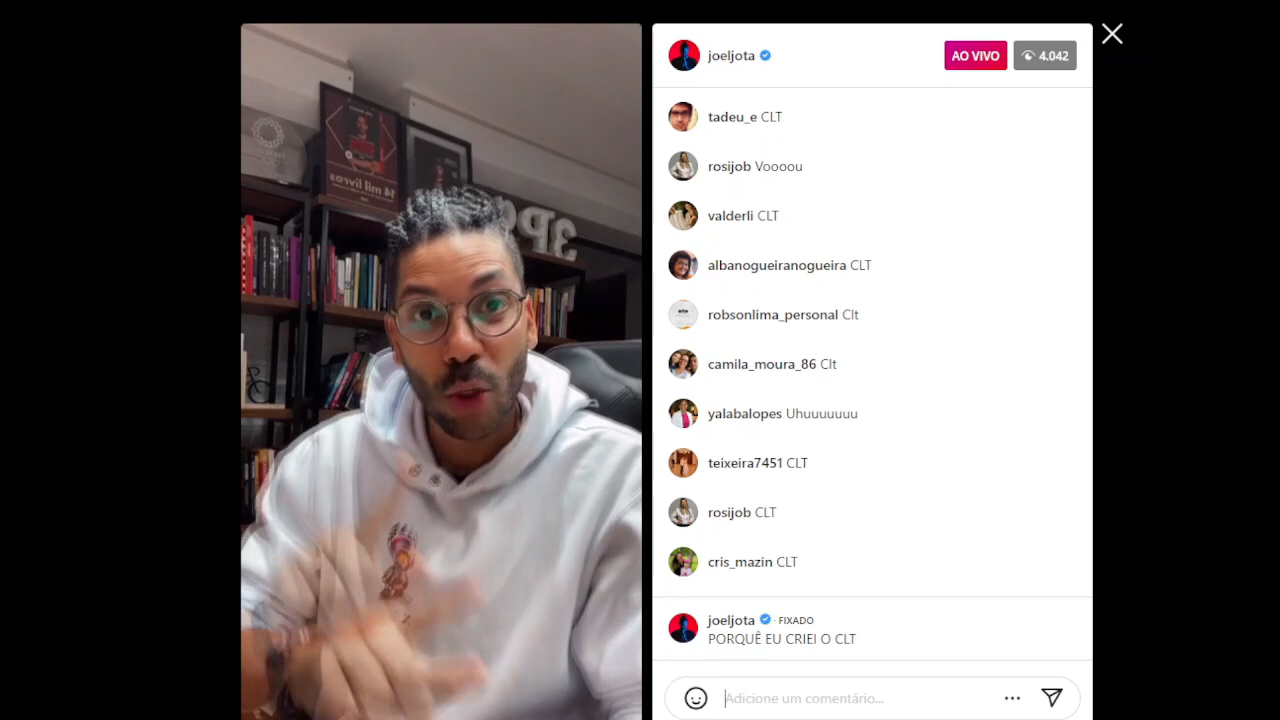 14 mil livros
3P
joeljota
AO VIVO
4.042
tadeu_e CLT
rosijob Voooou
valderli CLT
albanogueiranogueira CLT
robsonlima_personal Clt
camila_moura_86 Clt
yalabalopes Uhuuuuuuu
teixeira7451 CLT
rosijob CLT
cris_mazin CLT
joeljota · FIXADO
PORQUÊ EU CRIEI O CLT
Adicione um comentário...